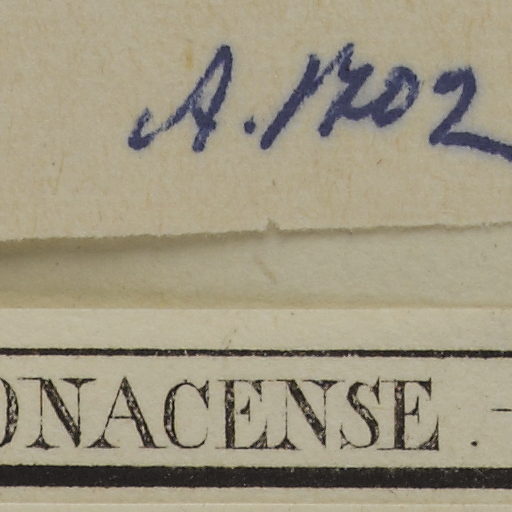 A. 1702
ONACENSE. -